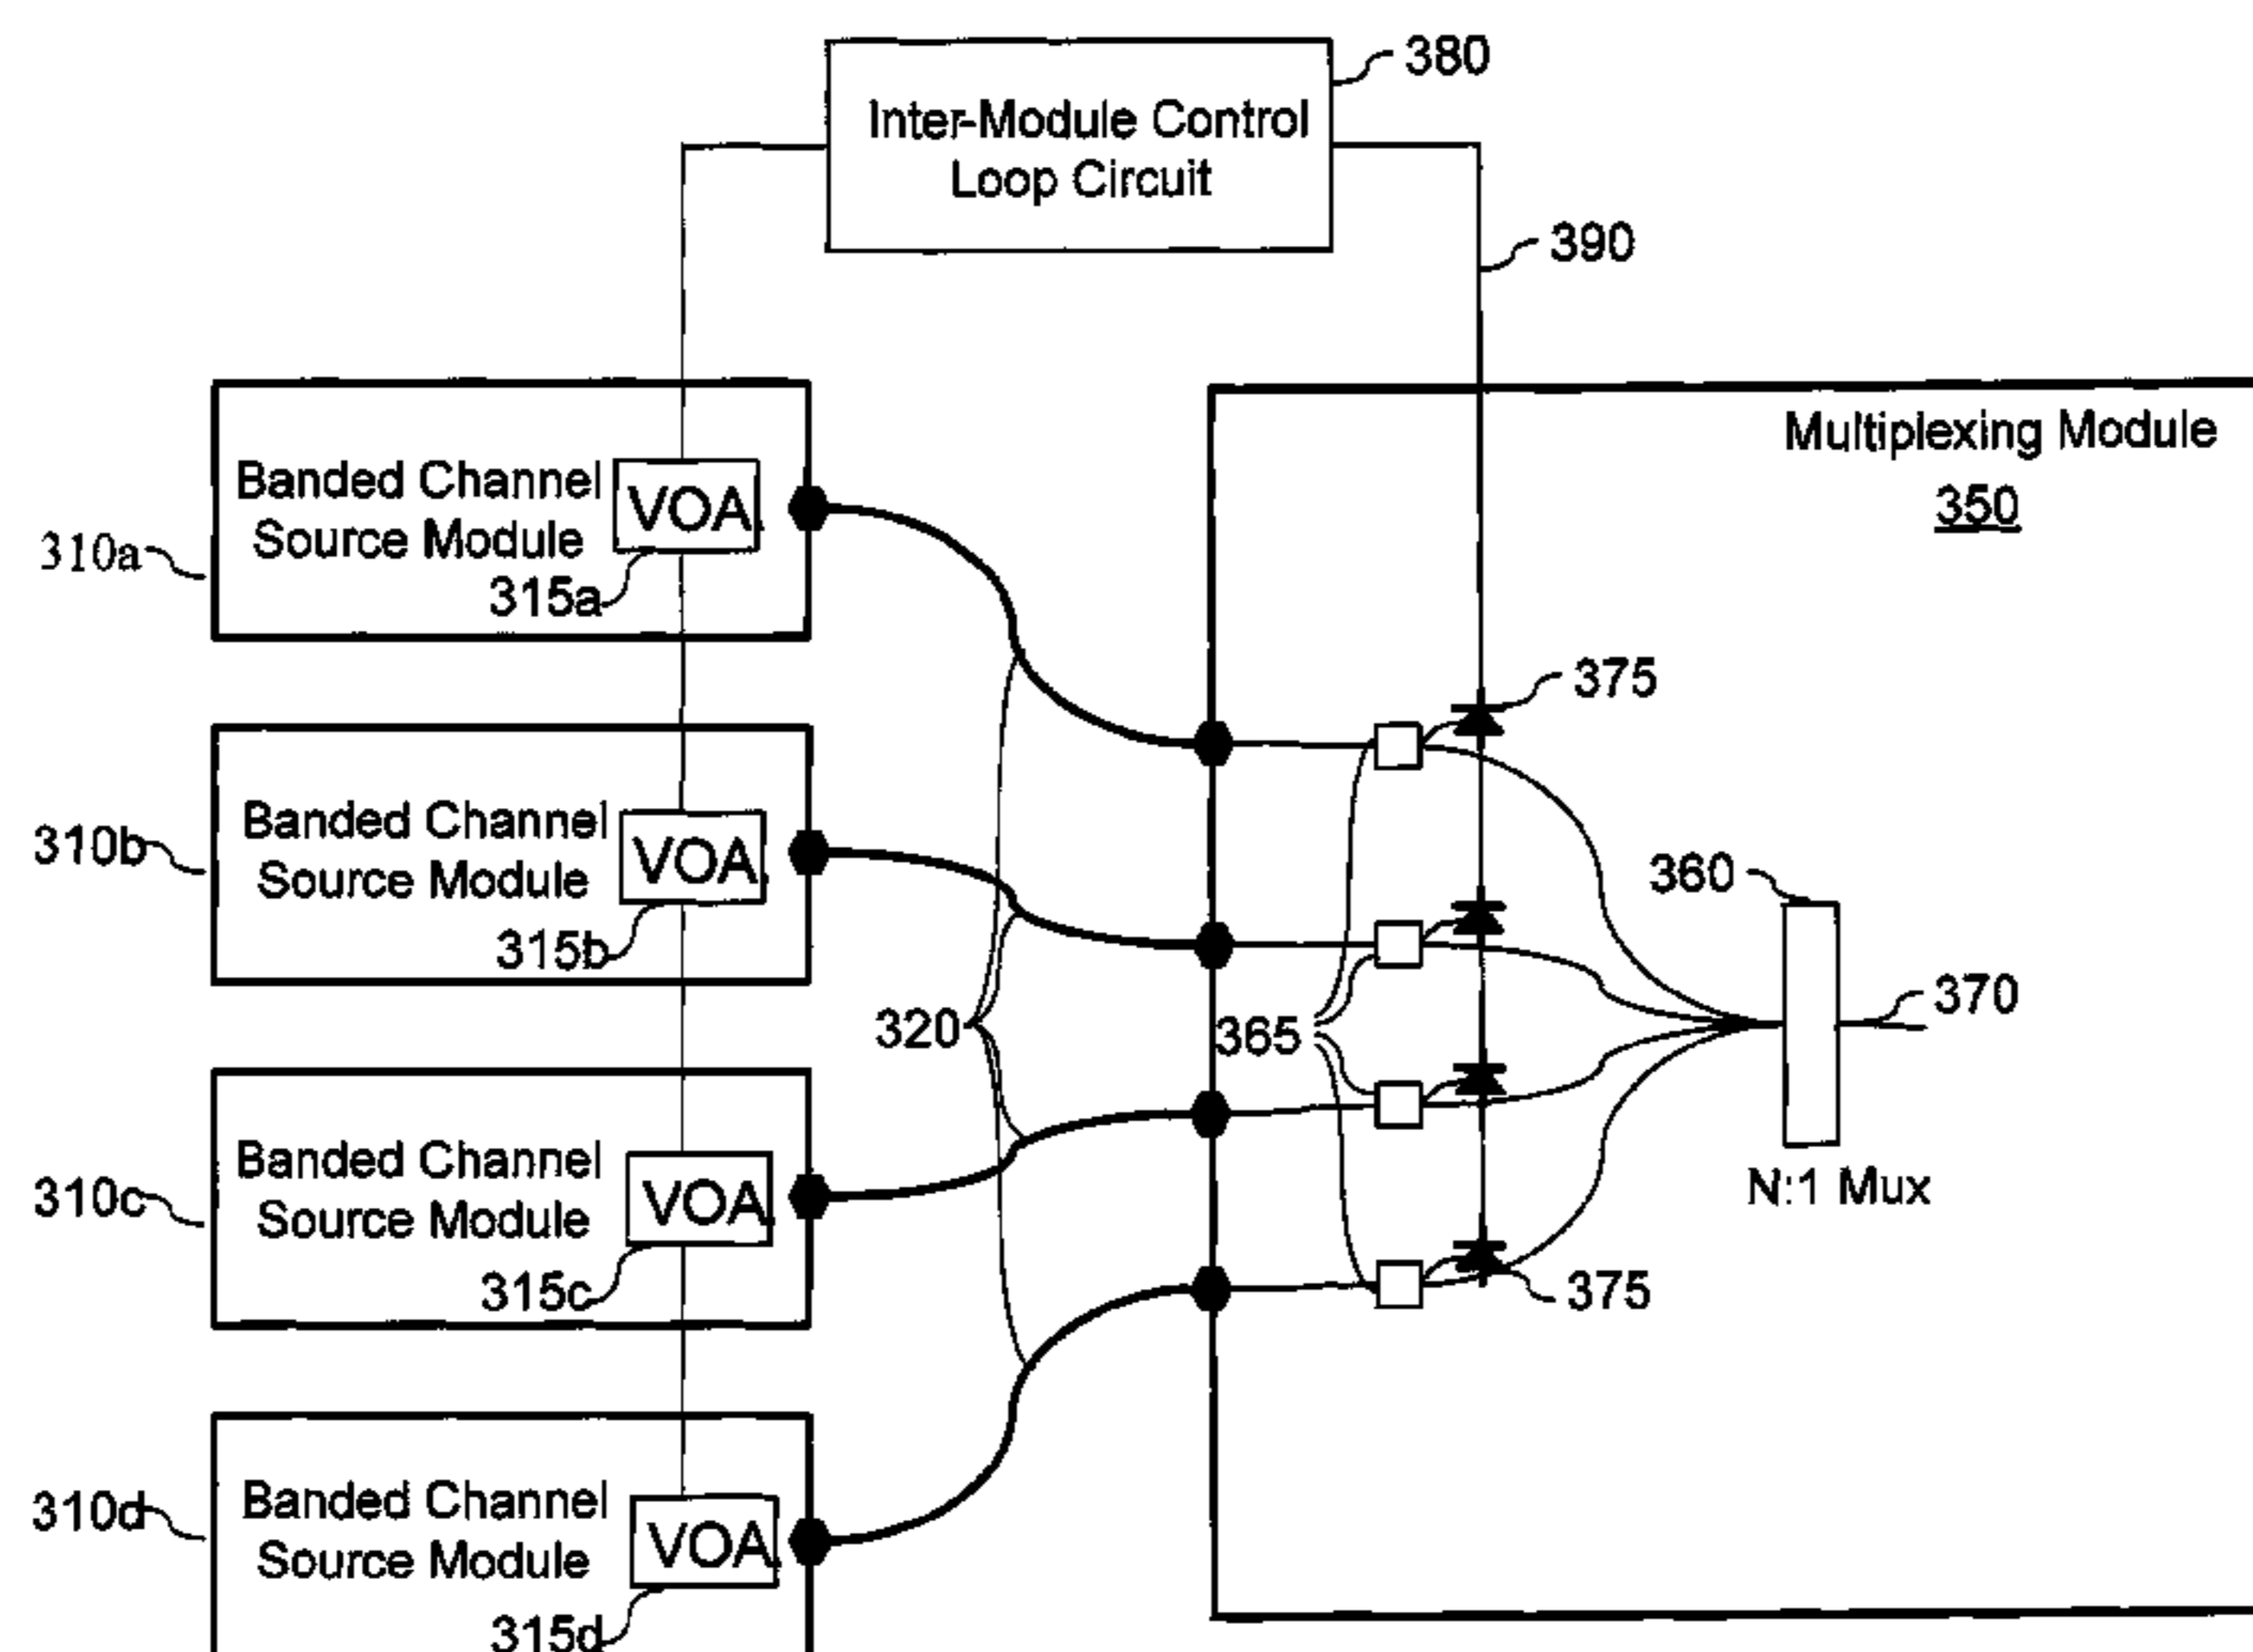 380
Inter-Module Control
Loop Circuit
390
Multiplexing Module
350
Banded Channel
Source Module
VOA
310a
315a
375
Banded Channel
Source Module
VOA
310b
315b
360
320
365
370
Banded Channel
Source Module
VOA
310c
315c
N:1 Mux
375
Banded Channel
Source Module
VOA
310d
315d